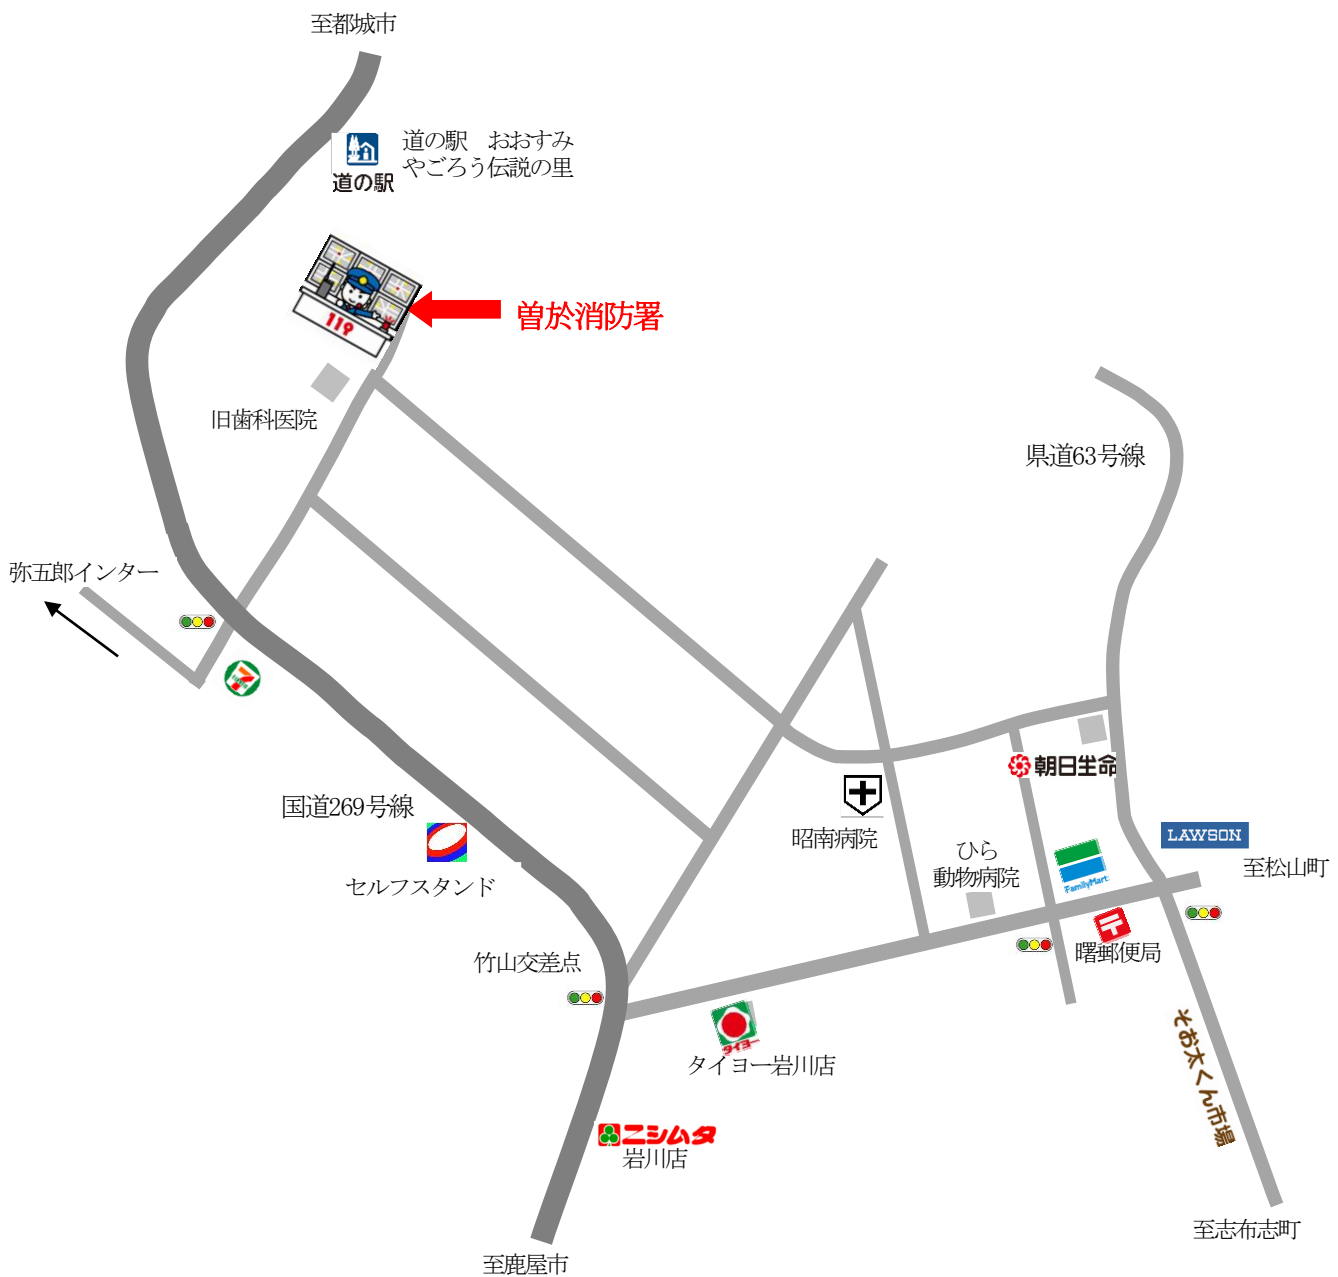 至都城市
道の駅　おおすみ
やごろう伝説の里
道の駅
119
曽於消防署
旧歯科医院
県道63号線
弥五郎インター
国道269号線
セルフスタンド
朝日生命
昭南病院
ひら
動物病院
LAWSON
FamilyMart
至松山町
竹山交差点
曙郵便局
タイヨー
タイヨー岩川店
そお太くん市場
ニシムタ
岩川店
至志布志町
至鹿屋市